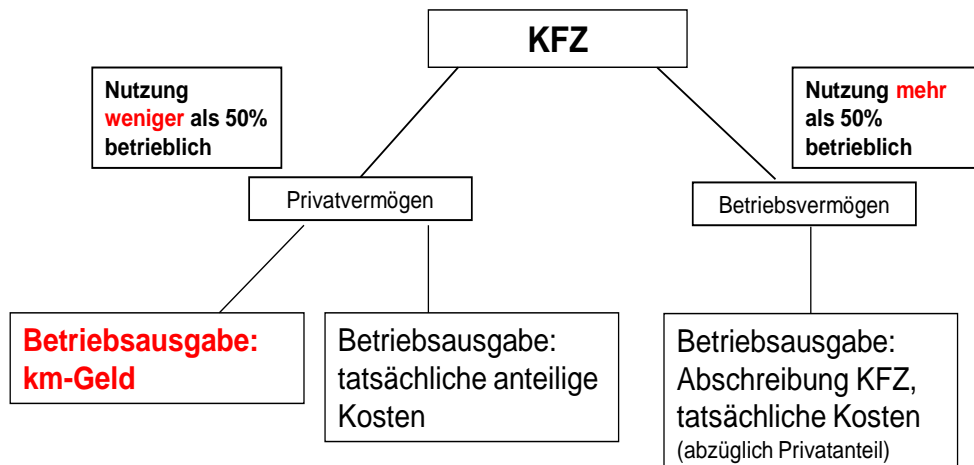 KFZ
Nutzung
weniger als 50%
betrieblich
Nutzung mehr
als 50%
betrieblich
Privatvermögen
Betriebsvermögen
Betriebsausgabe:
km-Geld
Betriebsausgabe:
tatsächliche anteilige
Kosten
Betriebsausgabe:
Abschreibung KFZ,
tatsächliche Kosten
(abzüglich Privatanteil)